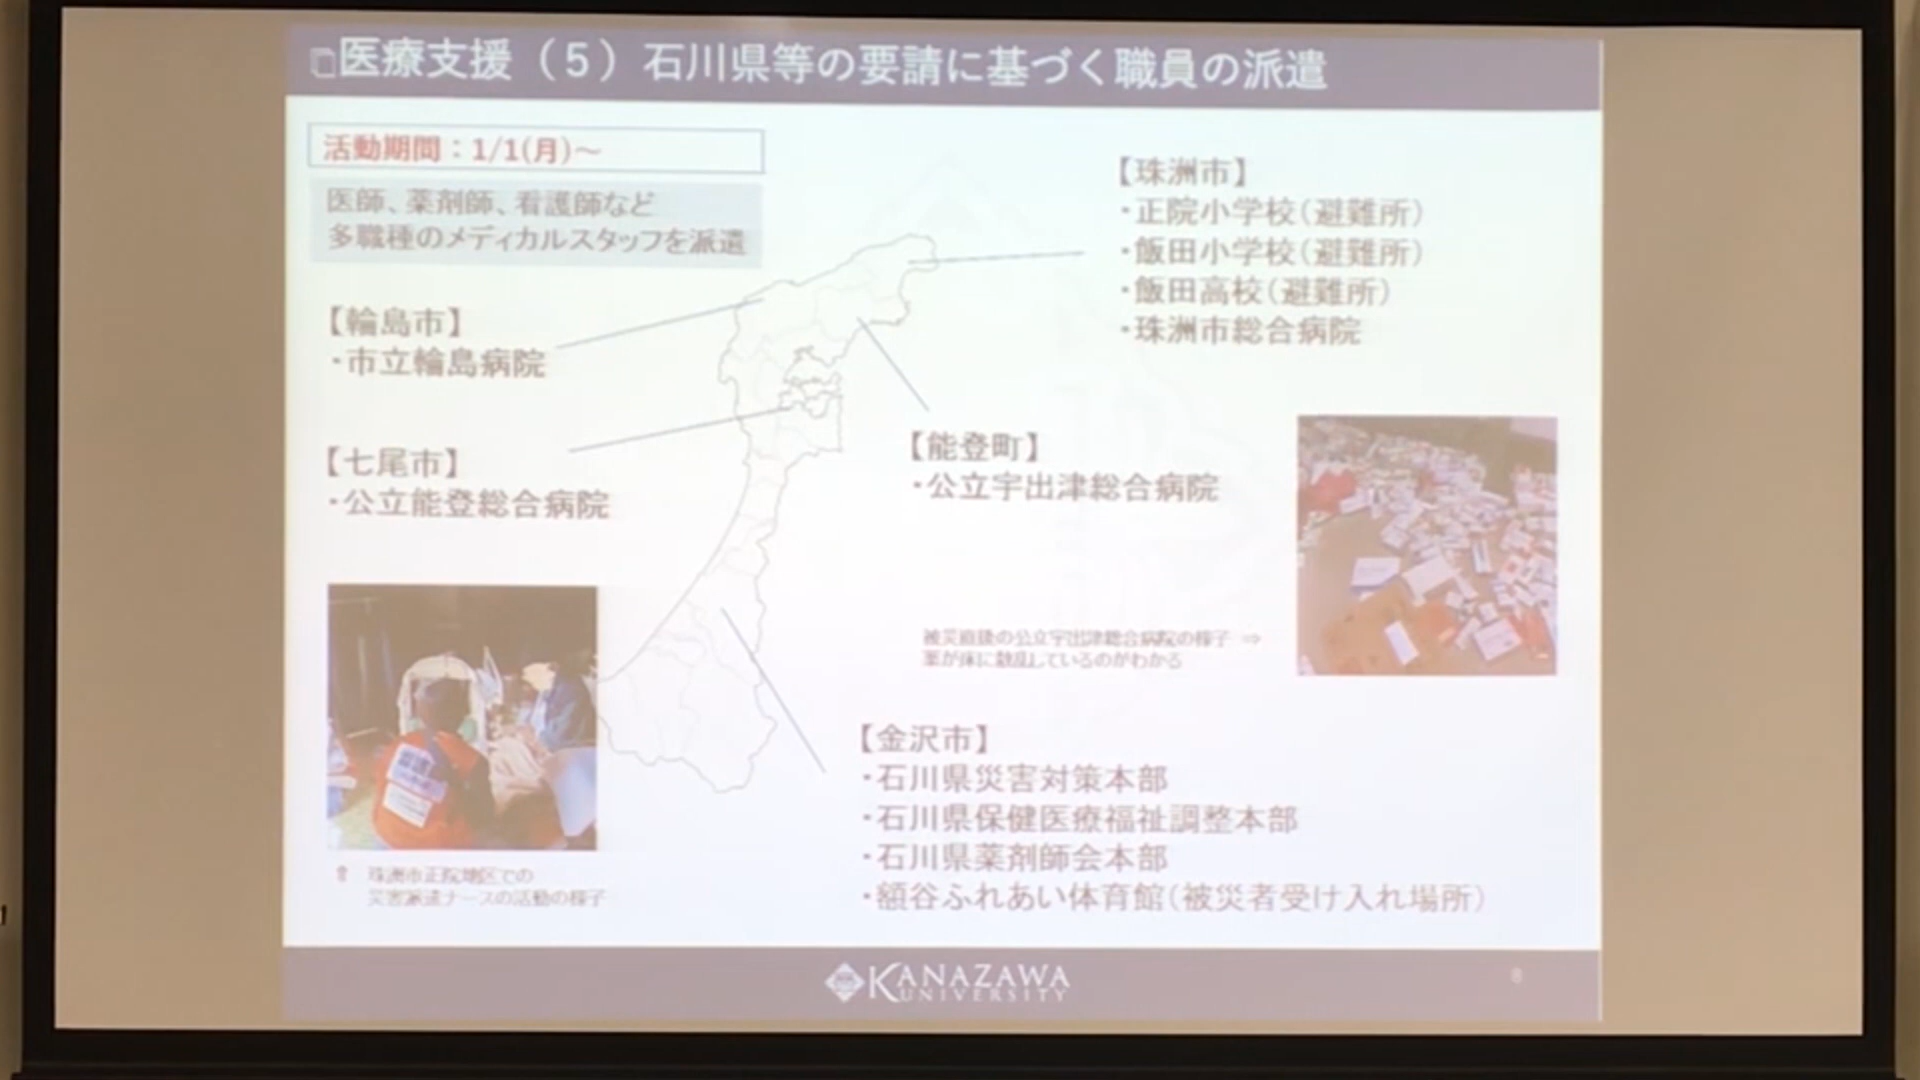 医療支援（５）石川県等の要請に基づく職員の派遣
活動期間：1/1(月)～
医師、薬剤師、看護師など
多職種のメディカルスタッフを派遣
【輪島市】
・市立輪島病院
【七尾市】
・公立能登総合病院
【珠洲市】
・正院小学校（避難所）
・飯田小学校（避難所）
・飯田高校（避難所）
・珠洲市総合病院
【能登町】
・公立宇出津総合病院
被災直後の公立宇出津総合病院の様子 ⇒
薬が床に散乱しているのがわかる
⇧ 珠洲市正院地区での
災害派遣ナースの活動の様子
【金沢市】
・石川県災害対策本部
・石川県保健医療福祉調整本部
・石川県薬剤師会本部
・額谷ふれあい体育館（被災者受け入れ場所）
KANAZAWA
UNIVERSITY
8